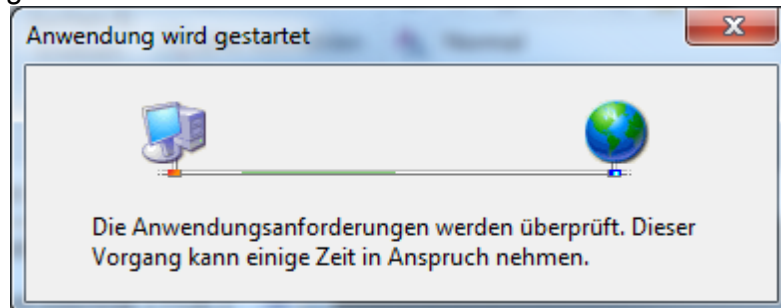 Anwendung wird gestartet
Die Anwendungsanforderungen werden überprüft. Dieser
Vorgang kann einige Zeit in Anspruch nehmen.